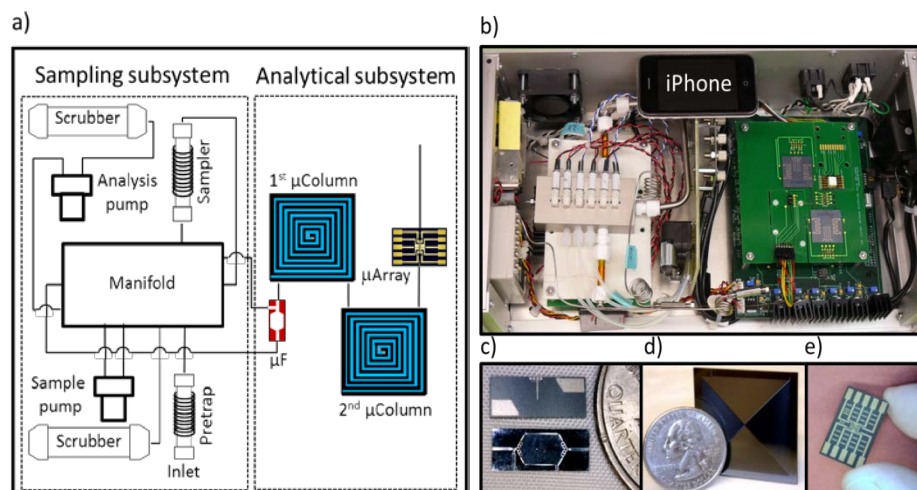 a)
Sampling subsystem
Analytical subsystem
Scrubber
Analysis
pump
Sampler
1st µColumn
µArray
Manifold
µF
Sample
pump
Pretrap
2nd µColumn
Scrubber
Inlet
b)
iPhone
c)
QUARTER
d)
e)